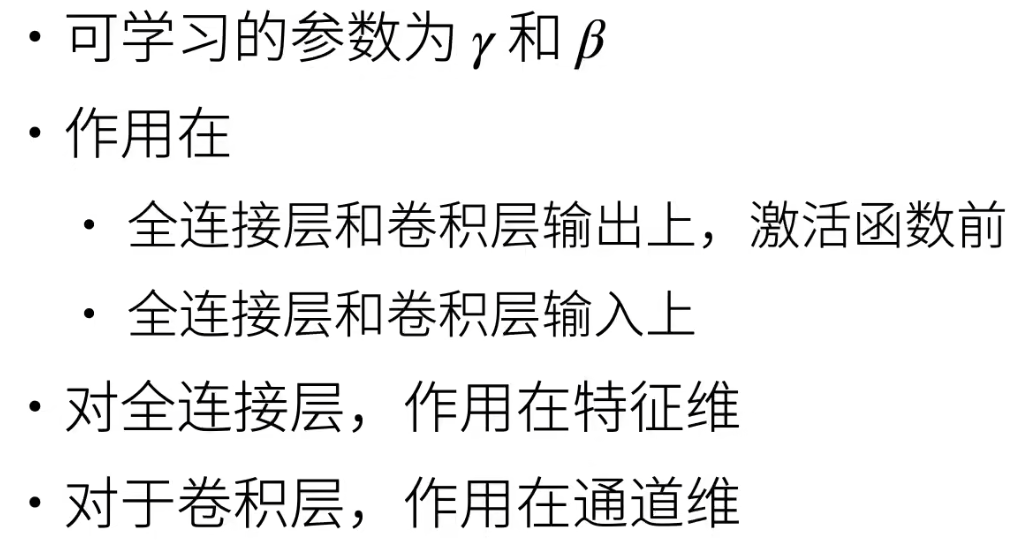 • 可学习的参数为 γ 和 β
• 作用在
• 全连接层和卷积层输出上，激活函数前
• 全连接层和卷积层输入上
• 对全连接层，作用在特征维
• 对于卷积层，作用在通道维